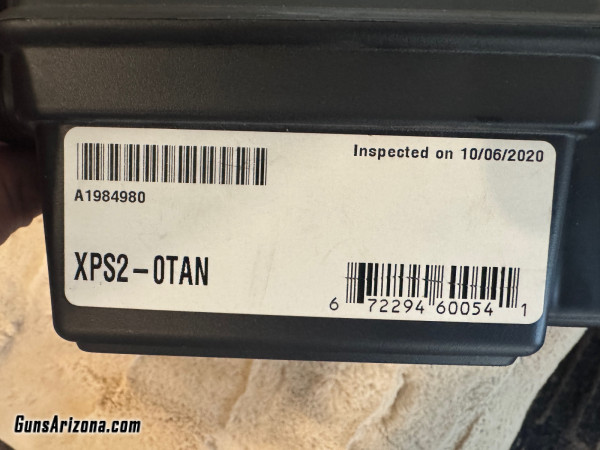 Inspected on 10/06/2020
A1984980
XPS2-0TAN
6 72294 60054 1
GunsArizona.com